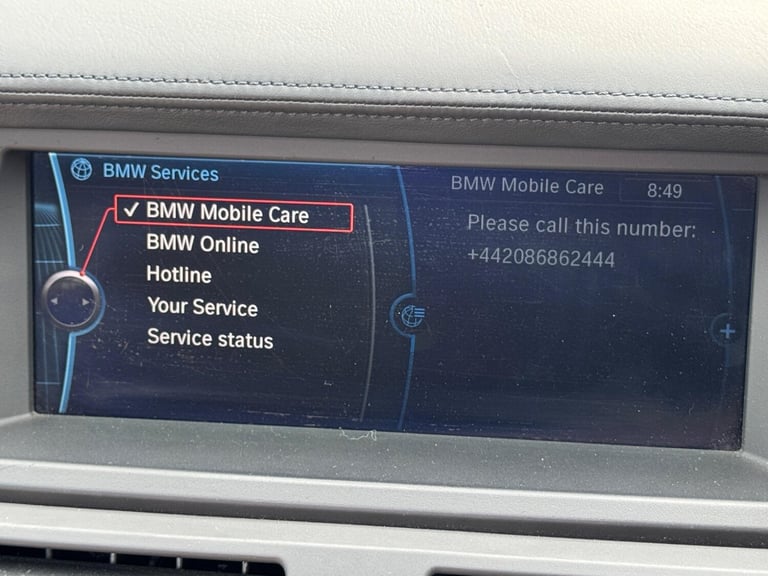 BMW Services
✓ BMW Mobile Care
BMW Online
Hotline
Your Service
Service status
BMW Mobile Care
8:49
Please call this number:
+442086862444